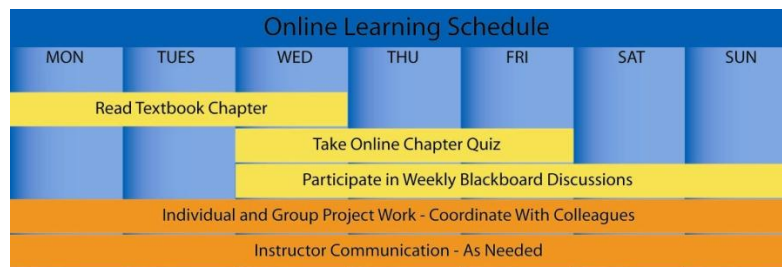 Online Learning Schedule
MON TUES WED THU FRI SAT SUN
Read Textbook Chapter
Take Online Chapter Quiz
Participate in Weekly Blackboard Discussions
Individual and Group Project Work - Coordinate With Colleagues
Instructor Communication - As Needed